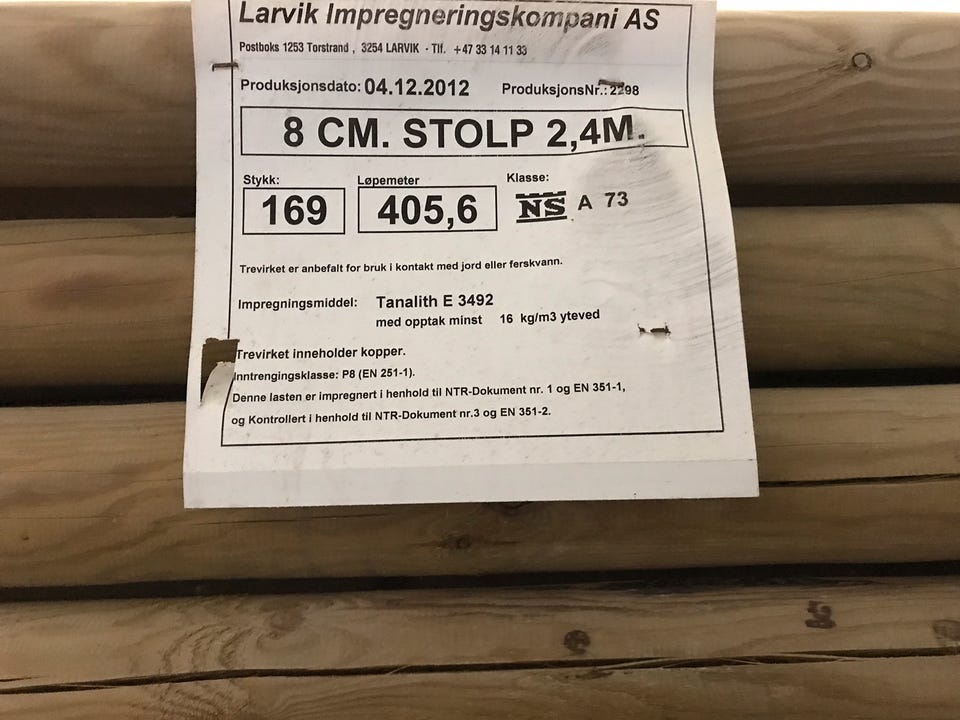 Larvik Impregneringskompani AS
Postboks 1253 Torstrand , 3254 LARVIK - Tlf. +47 33 14 11 33
Produksjonsdato: 04.12.2012 ProduksjonsNr.: 2298
8 CM. STOLP 2,4M.
Stykk: Løpemeter Klasse:
169 405,6 NS A 73
Trevirket er anbefalt for bruk i kontakt med jord eller ferskvann.
Impregningsmiddel: Tanalith E 3492
med opptak minst 16 kg/m3 yteved
Trevirket inneholder kopper.
Inntrengingsklasse: P8 (EN 251-1).
Denne lasten er impregnert i henhold til NTR-Dokument nr. 1 og EN 351-1,
og Kontrollert i henhold til NTR-Dokument nr.3 og EN 351-2.